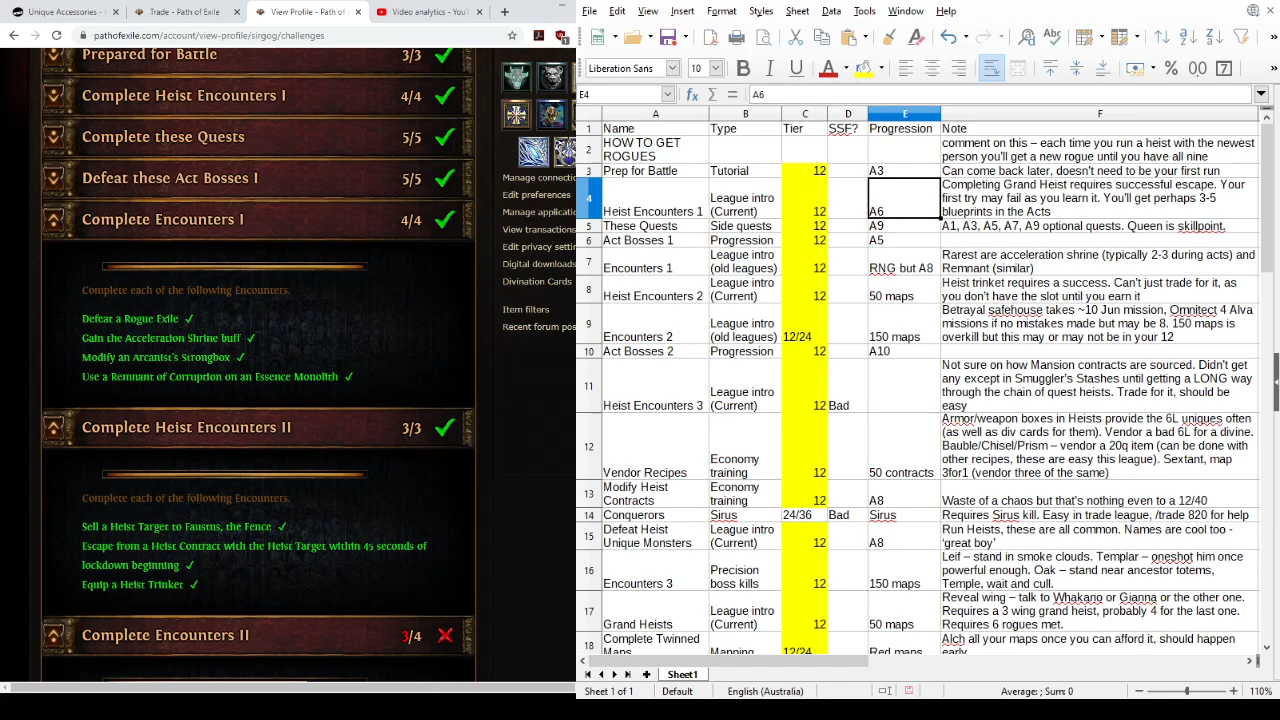 Unique Accessories - 
Trade - Path of Exile
View Profile - Path of
Video analytics - You
pathofexile.com/account/view-profile/sirgog/challenges
Prepared for Battle 3/3
Complete Heist Encounters I 4/4
Complete these Quests 5/5
Defeat these Act Bosses I 5/5
Complete Encounters I 4/4
Complete each of the following Encounters.
Defeat a Rogue Exile ✓
Gain the Acceleration Shrine buff ✓
Modify an Arcanist's Strongbox ✓
Use a Remnant of Corruption on an Essence Monolith ✓
Complete Heist Encounters II 3/3
Complete each of the following Encounters.
Sell a Heist Target to Faustus, the Fence ✓
Escape from a Heist Contract with the Heist Target within 45 seconds of
lockdown beginning ✓
Equip a Heist Trinket ✓
Complete Encounters II 3/4
Manage connectio
Edit preferences
Manage applicatio
View transactions
Edit privacy settin
Digital downloads
Divination Cards
Item filters
Recent forum pos
File Edit View Insert Format Styles Sheet Data Tools Window Help
Liberation Sans 10
E4 A6
A B C D E F
1 Name Type Tier SSF? Progression Note
2 HOW TO GET
ROGUES
comment on this – each time you run a heist with the newest
person you'll get a new rogue until you have all nine
3 Prep for Battle Tutorial 12 A3 Can come back later, doesn't need to be your first run
4 Heist Encounters 1
League intro
(Current)
12 A6
Completing Grand Heist requires successful escape. Your
first try may fail as you learn it. You'll get perhaps 3-5
blueprints in the Acts
5 These Quests Side quests 12 A9 A1, A3, A5, A7, A9 optional quests. Queen is skillpoint.
6 Act Bosses 1 Progression 12 A5
7 Encounters 1
League intro
(old leagues)
12 RNG but A8
Rarest are acceleration shrine (typically 2-3 during acts) and
Remnant (similar)
8 Heist Encounters 2
League intro
(Current)
12 50 maps
Heist trinket requires a success. Can't just trade for it, as
you don't have the slot until you earn it
9 Encounters 2
League intro
(old leagues)
12/24 150 maps
Betrayal safehouse takes ~10 Jun mission, Omnitect 4 Alva
missions if no mistakes made but may be 8. 150 maps is
overkill but this may or may not be in your 12
10 Act Bosses 2 Progression 12 A10
11 Heist Encounters 3
League intro
(Current)
12 Bad
Not sure on how Mansion contracts are sourced. Didn't get
any except in Smuggler's Stashes until getting a LONG way
through the chain of quest heists. Trade for it, should be
easy
12 Vendor Recipes
Economy
training
12 50 contracts
Armor/weapon boxes in Heists provide the uniques often
(as well as div cards for them). Vendor a bad 6L for a divine.
Bauble/Chisel/Prism – vendor a 20q item (can be done with
other recipes, these are easy this league). Sextant, map
3for1 (vendor three of the same)
13 Modify Heist
Contracts
Economy
training
12 A8 Waste of a chaos but that's nothing even to a 12/40
14 Conquerors Sirus 24/36 Bad Sirus Requires Sirus kill. Easy in trade league, /trade 820 for help
15 Defeat Heist
Unique Monsters
League intro
(Current)
12 A8
Run Heists, these are all common. Names are cool too -
'great boy'
16 Encounters 3
Precision
boss kills
12 150 maps
Leif – stand in smoke clouds. Templar – oneshot him once
powerful enough. Oak – stand near ancestor totems,
Temple, wait and cull.
17 Grand Heists
League intro
(Current)
12 50 maps
Reveal wing – talk to Whakano or Gianna or the other one.
Requires a 3 wing grand heist, probably 4 for the last one.
Requires 6 rogues met.
18 Complete Twinned
Maps
Mapping 12/24 Red maps
Alch all your maps once you can afford it, should happen
early
Sheet1
Sheet 1 of 1 Default English (Australia) Average: ; Sum: 0 110%